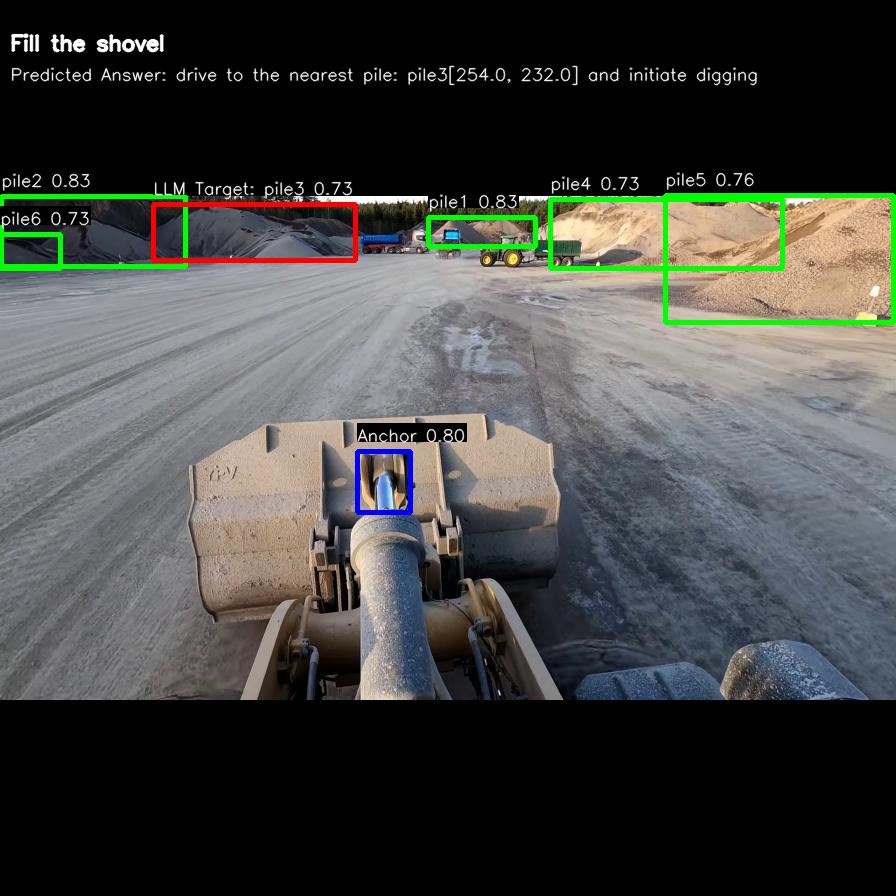 Fill the shovel
Predicted Answer: drive to the nearest pile: pile3[254.0, 232.0] and initiate digging
pile2 0.83
LLM Target: pile3 0.73
pile1 0.83
pile4 0.73
pile5 0.76
pile6 0.73
Anchor 0.80